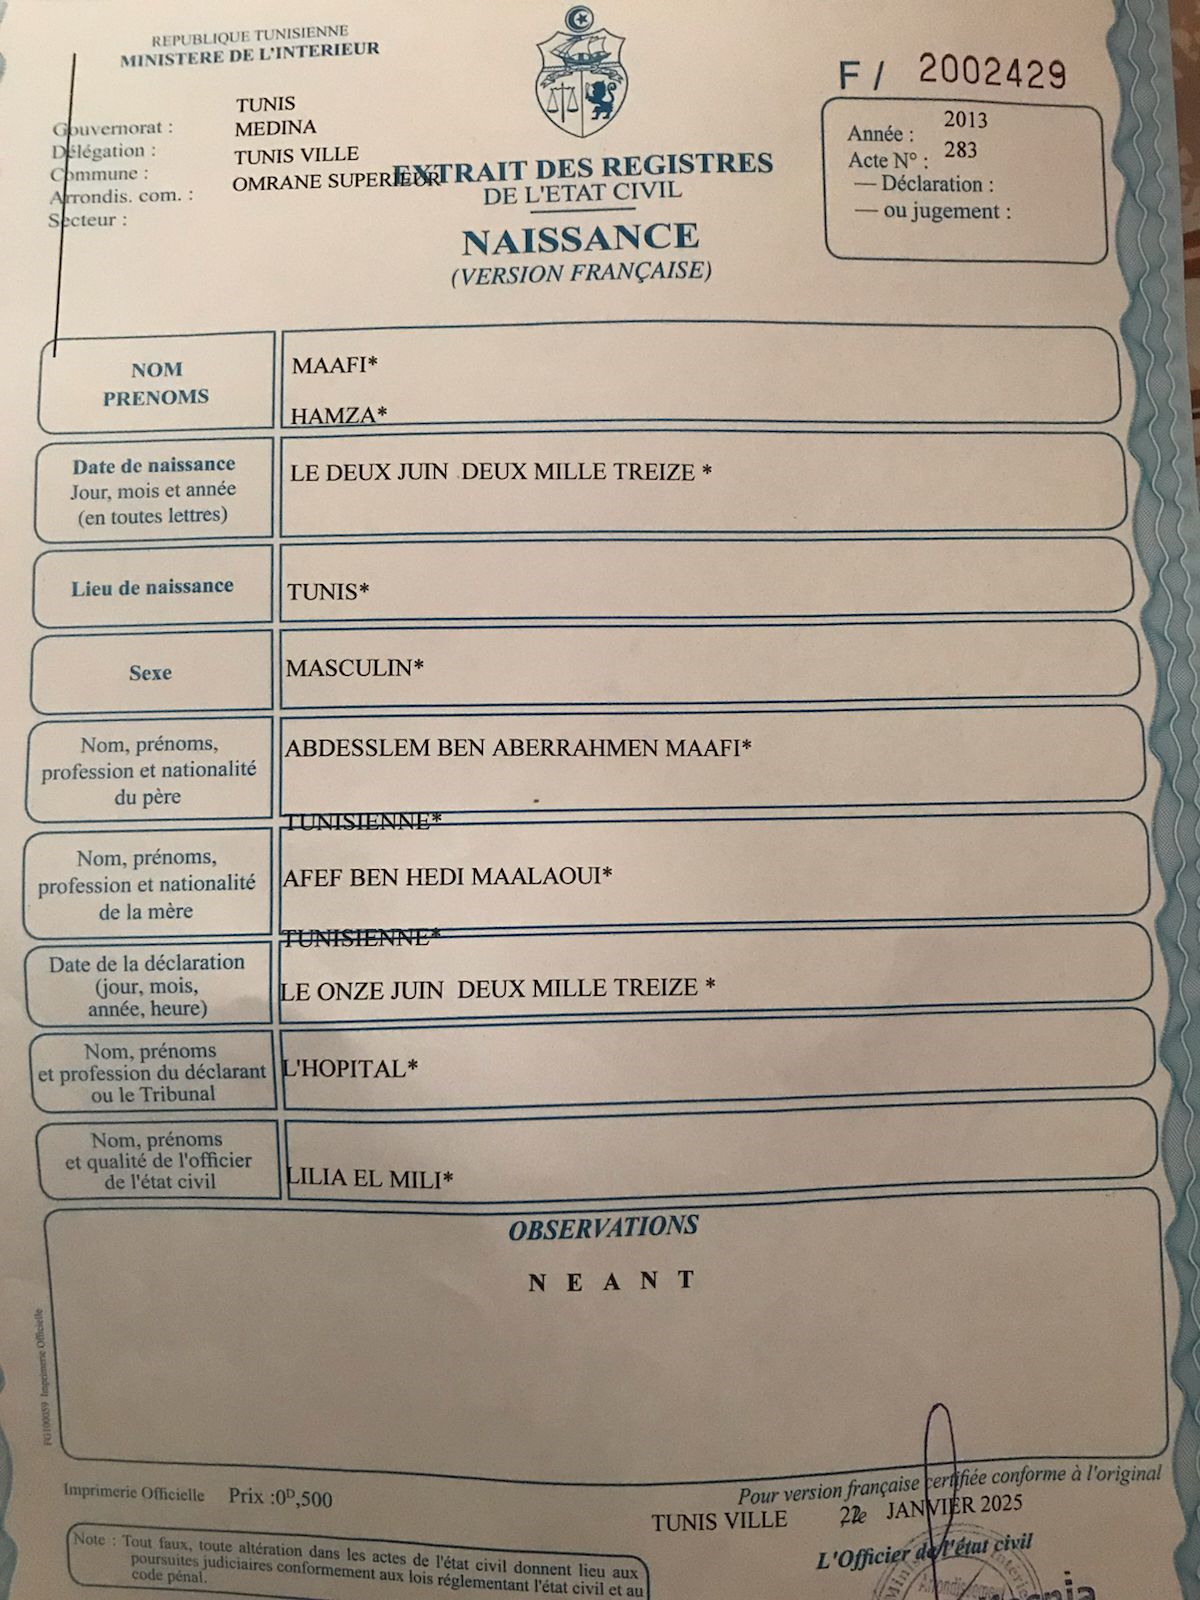 REPUBLIQUE TUNISIENNE
MINISTERE DE L'INTERIEUR
F / 2002429
TUNIS
Gouvernorat : MEDINA
Délégation : TUNIS VILLE
Commune : OMRANE SUPERIEUR
Arrondis. com. :
Secteur :
EXTRAIT DES REGISTRES
DE L'ETAT CIVIL
NAISSANCE
(VERSION FRANÇAISE)
Année : 2013
Acte N° : 283
— Déclaration :
— ou jugement :
NOM
PRENOMS
MAAFI*
HAMZA*
Date de naissance
Jour, mois et année
(en toutes lettres)
LE DEUX JUIN DEUX MILLE TREIZE *
Lieu de naissance
TUNIS*
Sexe
MASCULIN*
Nom, prénoms,
profession et nationalité
du père
ABDESSLEM BEN ABERRAHMEN MAAFI*
TUNISIENNE*
Nom, prénoms,
profession et nationalité
de la mère
AFEF BEN HEDI MAALAOUI*
TUNISIENNE*
Date de la déclaration
(jour, mois,
année, heure)
LE ONZE JUIN DEUX MILLE TREIZE *
Nom, prénoms
et profession du déclarant
ou le Tribunal
L'HOPITAL*
Nom, prénoms
et qualité de l'officier
de l'état civil
LILIA EL MILI*
OBSERVATIONS
N E A N T
FG100059 Imprimerie Officielle
Imprimerie Officielle Prix :0ᴰ,500
Pour version française certifiée conforme à l'original
TUNIS VILLE 22 le JANVIER 2025
L'Officier de l'état civil
Note : Tout faux, toute altération dans les actes de l'état civil donnent lieu aux
poursuites judiciaires conformement aux lois réglementant l'état civil et au
code pénal.
Arrondissement